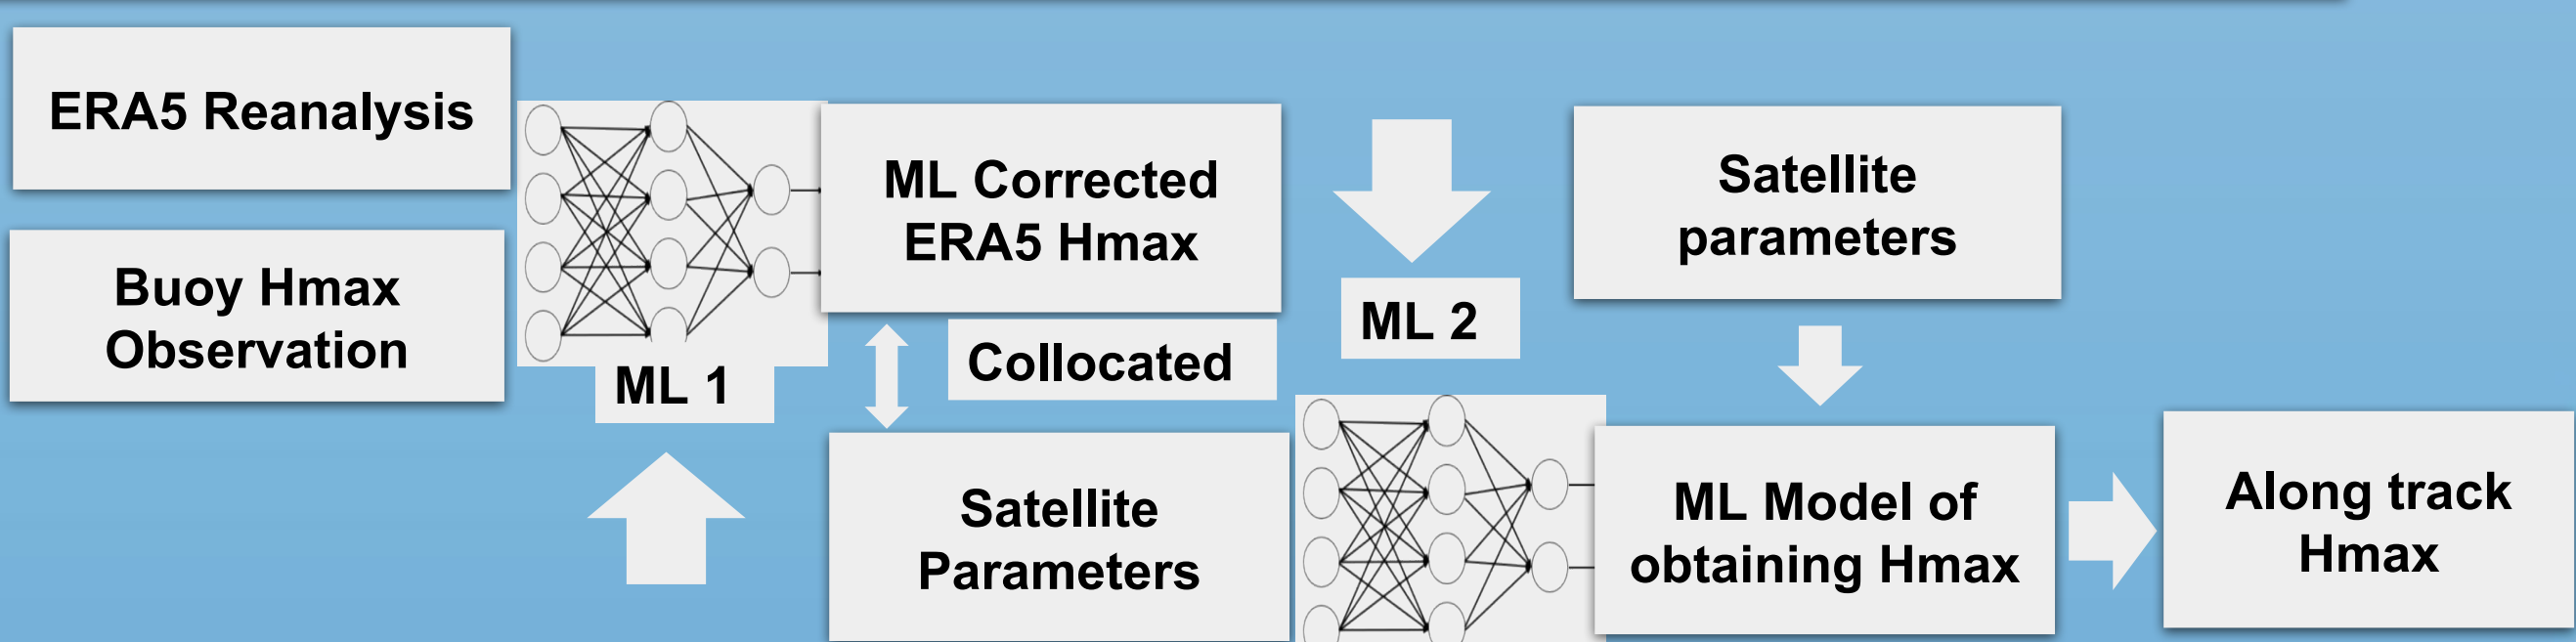 ERA5 Reanalysis
Buoy Hmax
Observation
ML 1
ML Corrected
ERA5 Hmax
Collocated
Satellite
Parameters
ML 2
Satellite
parameters
ML Model of
obtaining Hmax
Along track
Hmax